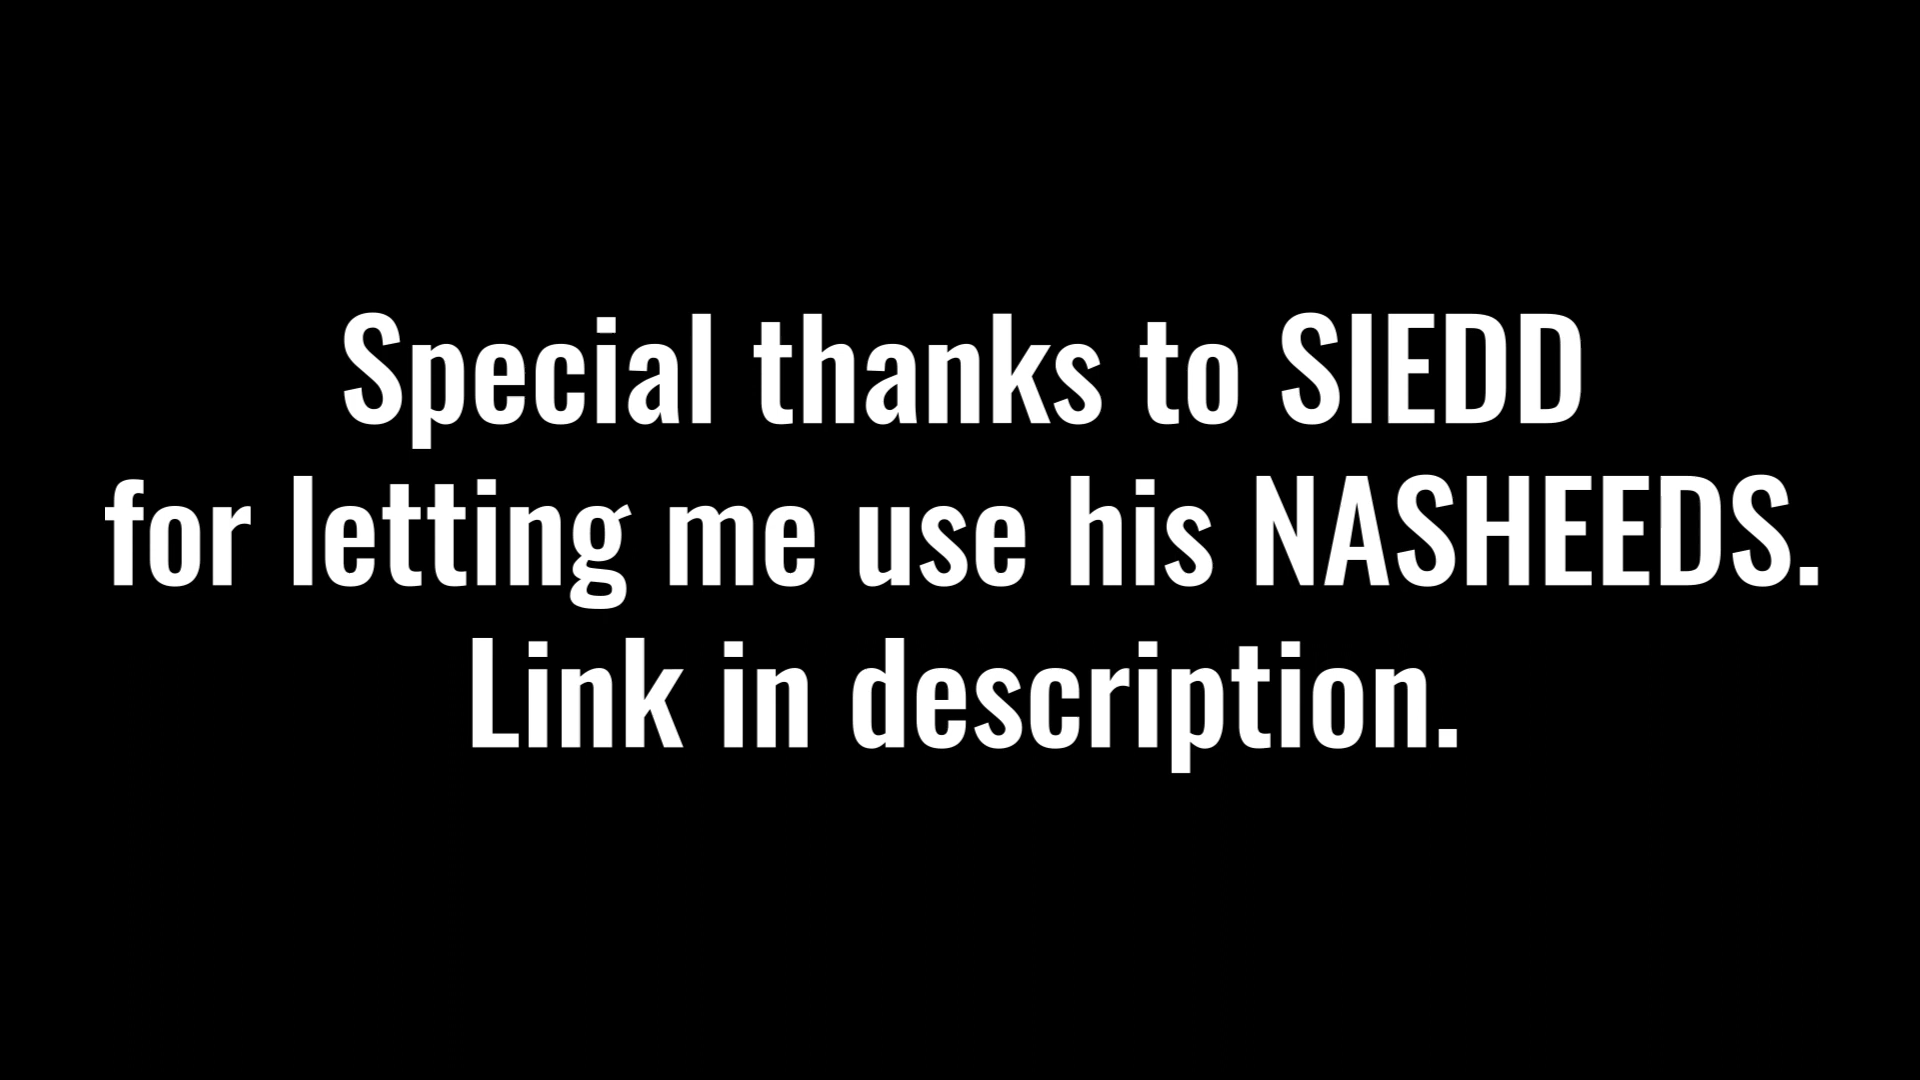 Special thanks to SIEDD
for letting me use his NASHEEDS.
Link in description.